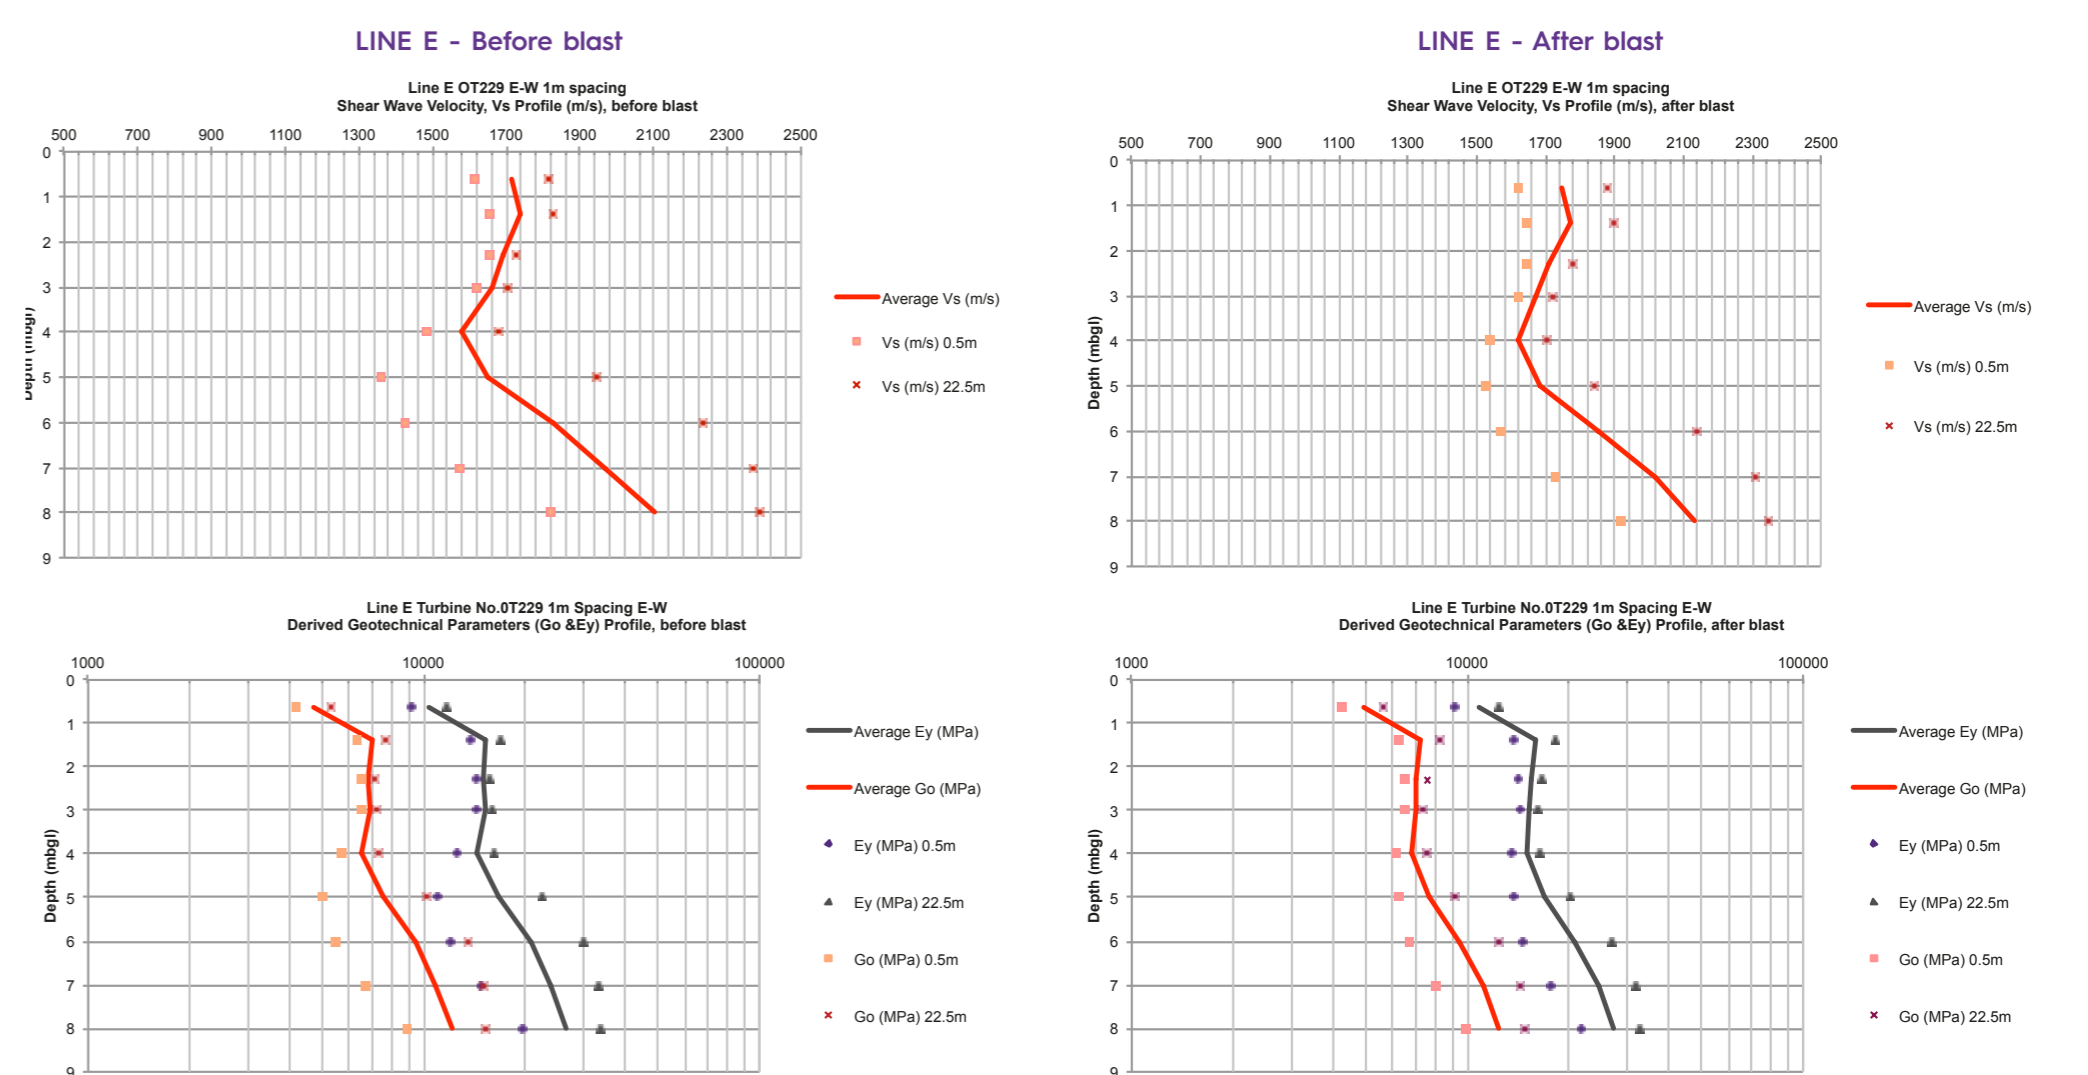 LINE E - Before blast
Line E OT229 E-W 1m spacing
Shear Wave Velocity, Vs Profile (m/s), before blast
500 700 900 1100 1300 1500 1700 1900 2100 2300 2500
0
1
2
3
4
5
6
7
8
9
Depth (mbgl)
Average Vs (m/s)
Vs (m/s) 0.5m
Vs (m/s) 22.5m
LINE E - After blast
Line E OT229 E-W 1m spacing
Shear Wave Velocity, Vs Profile (m/s), after blast
500 700 900 1100 1300 1500 1700 1900 2100 2300 2500
0
1
2
3
4
5
6
7
8
9
Depth (mbgl)
Average Vs (m/s)
Vs (m/s) 0.5m
Vs (m/s) 22.5m
Line E Turbine No.0T229 1m Spacing E-W
Derived Geotechnical Parameters (Go &Ey) Profile, before blast
1000 10000 100000
0
1
2
3
4
5
6
7
8
9
Depth (mbgl)
Average Ey (MPa)
Average Go (MPa)
Ey (MPa) 0.5m
Ey (MPa) 22.5m
Go (MPa) 0.5m
Go (MPa) 22.5m
Line E Turbine No.0T229 1m Spacing E-W
Derived Geotechnical Parameters (Go &Ey) Profile, after blast
1000 10000 100000
0
1
2
3
4
5
6
7
8
9
Depth (mbgl)
Average Ey (MPa)
Average Go (MPa)
Ey (MPa) 0.5m
Ey (MPa) 22.5m
Go (MPa) 0.5m
Go (MPa) 22.5m